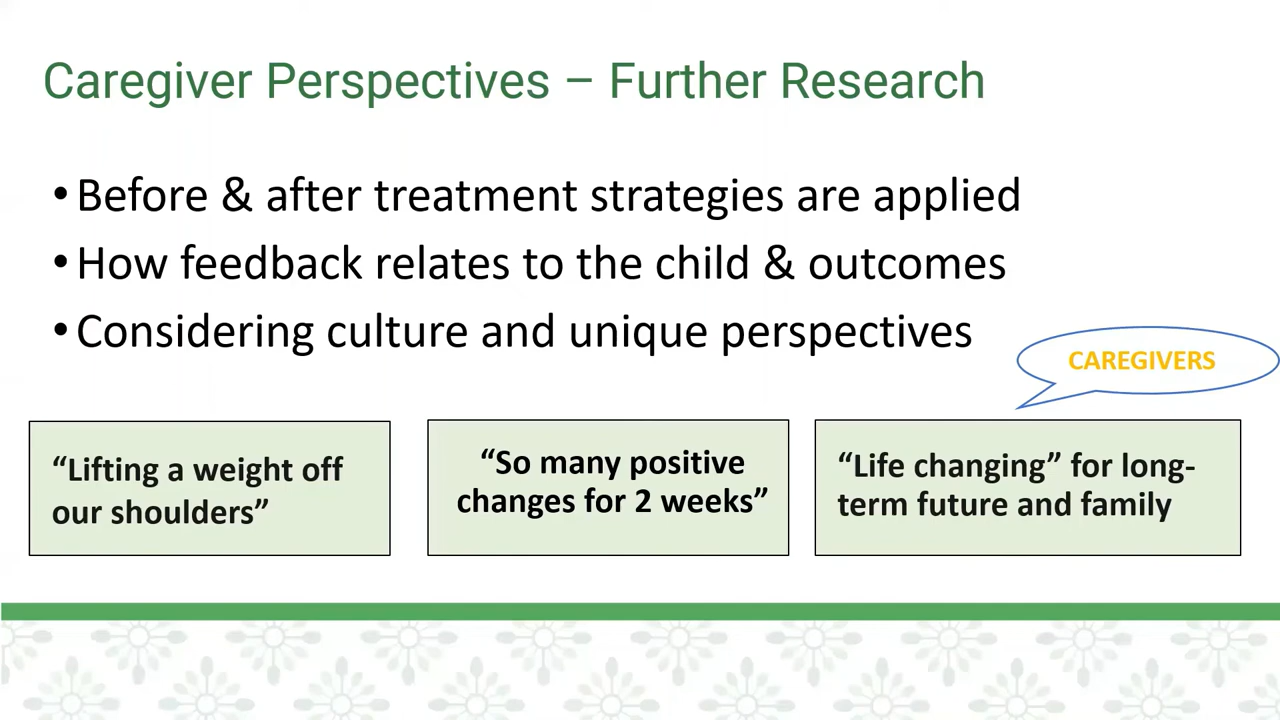 Caregiver Perspectives – Further Research
•Before & after treatment strategies are applied
•How feedback relates to the child & outcomes
•Considering culture and unique perspectives
CAREGIVERS
“Lifting a weight off
our shoulders”
“So many positive
changes for 2 weeks”
“Life changing” for long-
term future and family